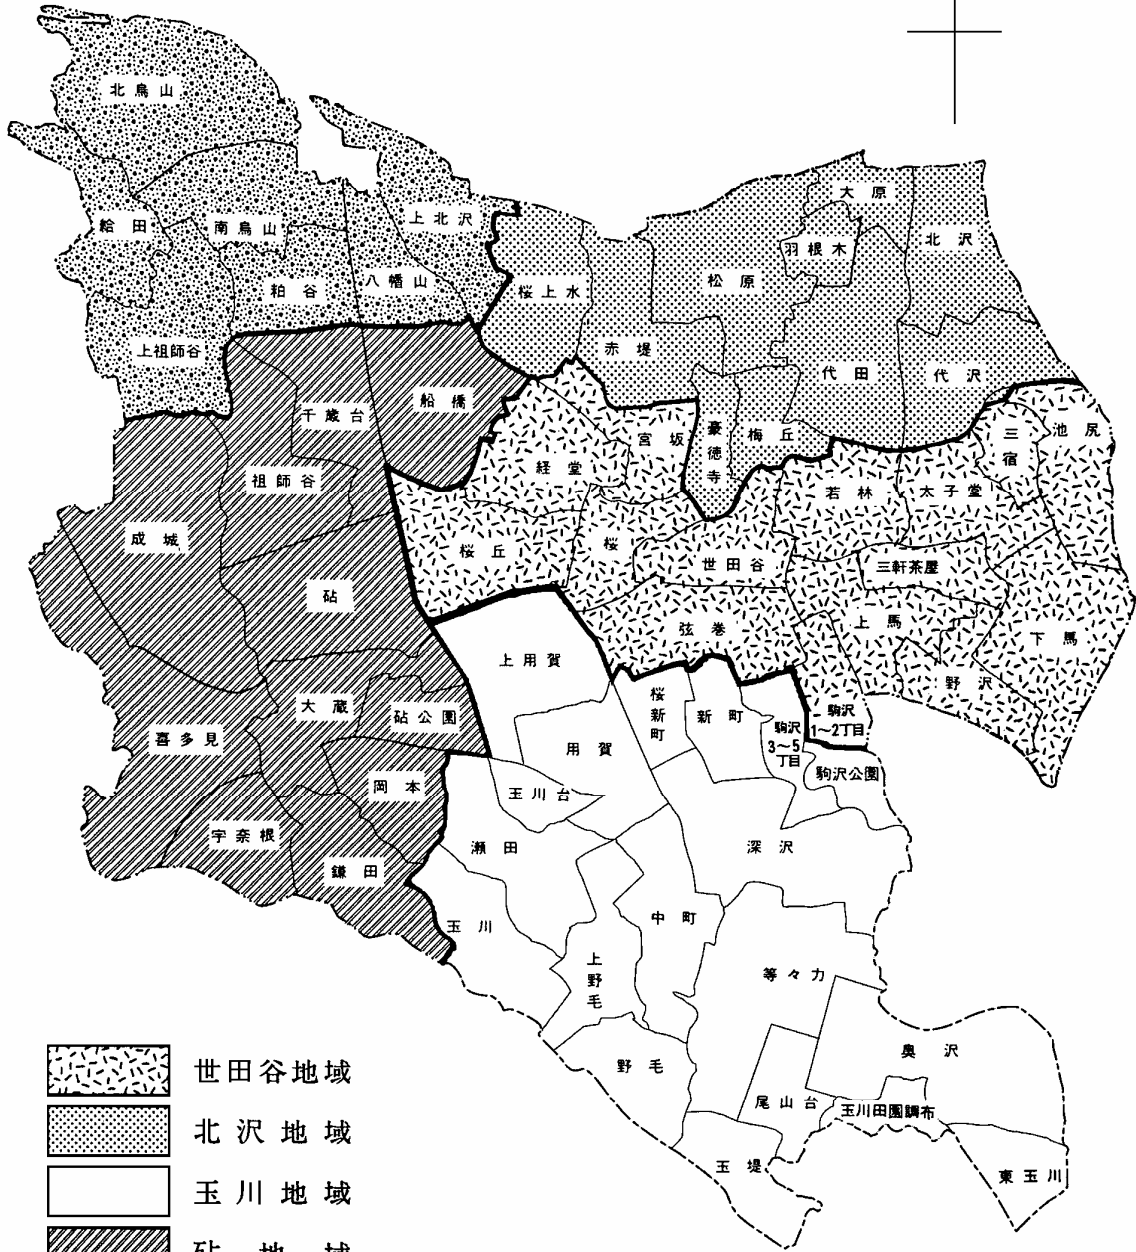 北烏山
大原
上北沢
北沢
給田
南烏山
羽根木
八幡山
松原
粕谷
桜上水
上祖師谷
赤堤
代田
代沢
船橋
千歳台
豪徳寺
梅丘
三宿
池尻
宮坂
経堂
祖師谷
若林
太子堂
成城
桜
桜丘
世田谷
三軒茶屋
砧
弦巻
上馬
下馬
上用賀
野沢
大蔵
砧公園
桜新町
新町
駒沢
1〜2丁目
駒沢
3〜5
丁目
喜多見
用賀
駒沢公園
岡本
玉川台
宇奈根
瀬田
深沢
鎌田
玉川
中町
上野毛
等々力
野毛
奥沢
尾山台
玉川田園調布
玉堤
東玉川
世田谷地域
北沢地域
玉川地域
砧地域